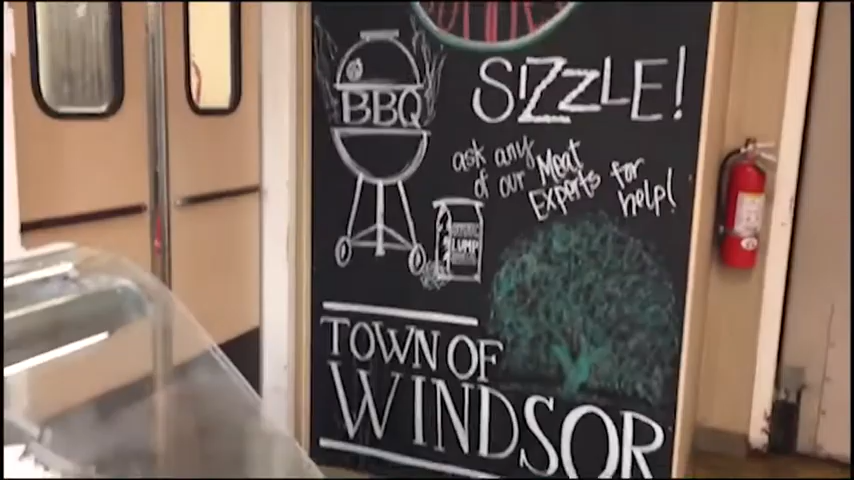 SIZZLE!
BBQ
ask any
of our Meat
Experts for
help!
LUMP
TOWN OF
WINDSOR